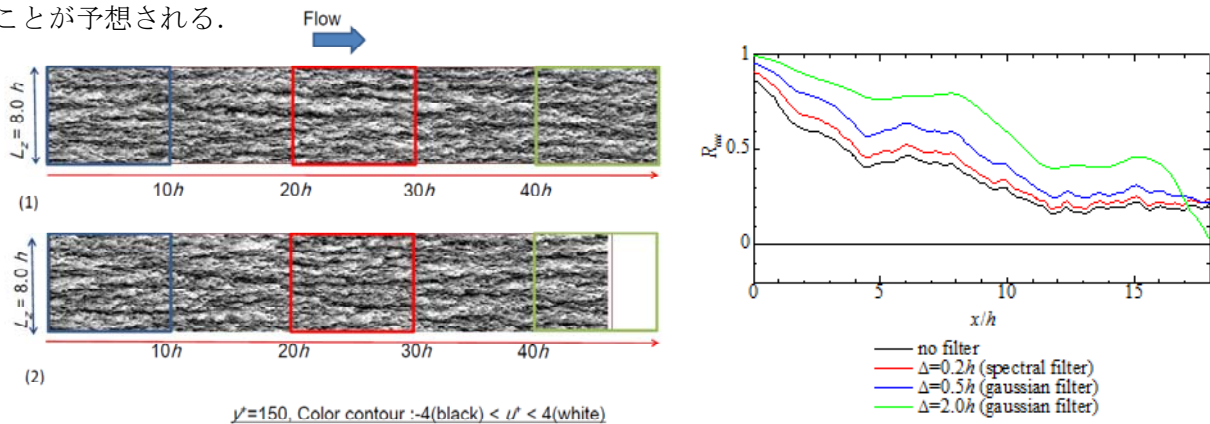 ことが予想される.
Flow
L_z = 8.0 h
10h 20h 30h 40h
(1)
L_z = 8.0 h
10h 20h 30h 40h
(2)
y⁺=150, Color contour :-4(black) < u⁺ < 4(white)
1
0.5
0
R_uu
0 5 10 15
x/h
no filter
Δ=0.2h (spectral filter)
Δ=0.5h (gaussian filter)
Δ=2.0h (gaussian filter)